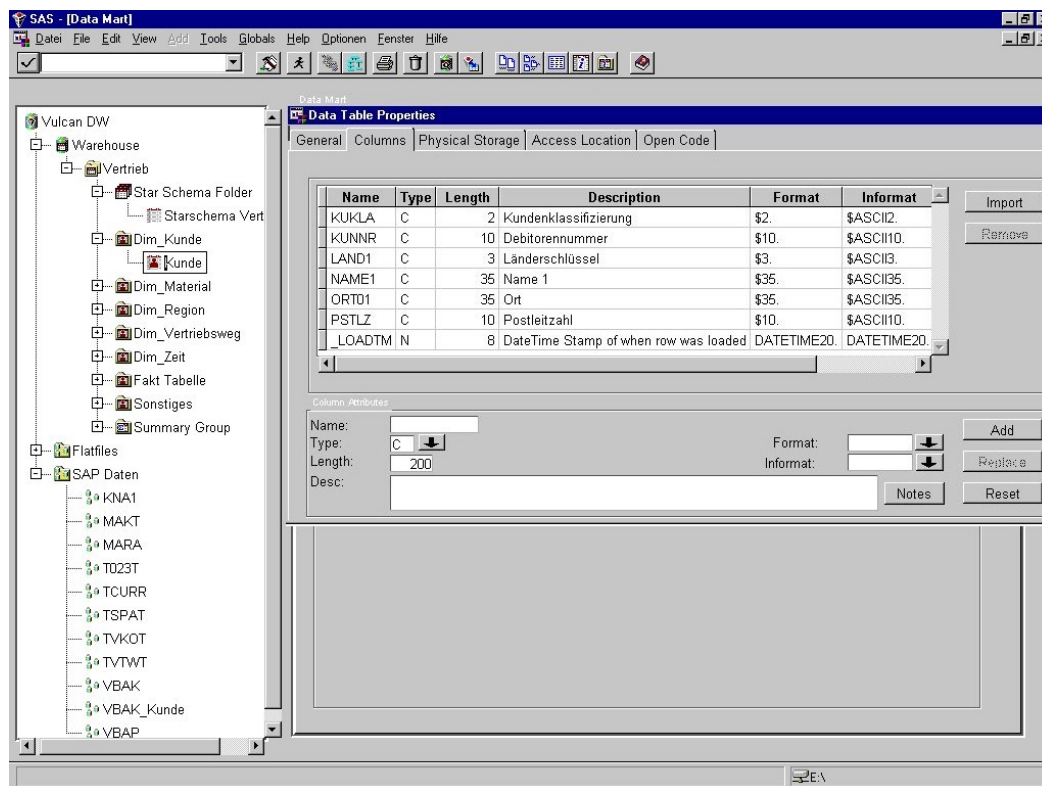 SAS - [Data Mart]
Datei File Edit View Add Tools Globals Help Optionen Fenster Hilfe
Data Mart
Vulcan DW
Warehouse
Vertrieb
Star Schema Folder
Starschema Vert
Dim_Kunde
Kunde
Dim_Material
Dim_Region
Dim_Vertriebsweg
Dim_Zeit
Fakt Tabelle
Sonstiges
Summary Group
Flatfiles
SAP Daten
KNA1
MAKT
MARA
T023T
TCURR
TSPAT
TVKOT
TVTWT
VBAK
VBAK_Kunde
VBAP
Data Table Properties
General Columns Physical Storage Access Location Open Code
Name Type Length Description Format Informat
KUKLA C 2 Kundenklassifizierung $2. $ASCII2.
KUNNR C 10 Debitorennummer $10. $ASCII10.
LAND1 C 3 Länderschlüssel $3. $ASCII3.
NAME1 C 35 Name 1 $35. $ASCII35.
ORT01 C 35 Ort $35. $ASCII35.
PSTLZ C 10 Postleitzahl $10. $ASCII10.
_LOADTM N 8 DateTime Stamp of when row was loaded DATETIME20. DATETIME20.
Import
Remove
Column Attributes
Name:
Type: C
Length: 200
Desc:
Format:
Informat:
Notes
Add
Replace
Reset
E:\